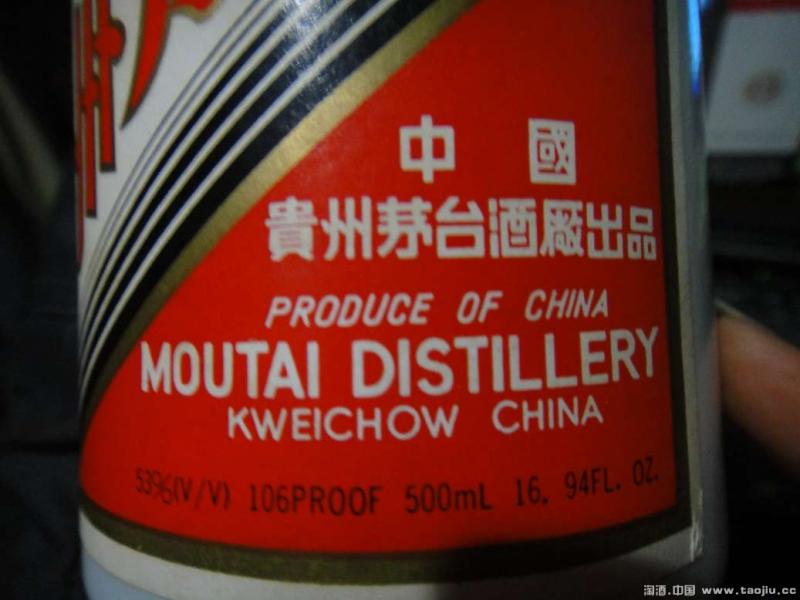 中國
貴州茅台酒廠出品
PRODUCE OF CHINA
MOUTAI DISTILLERY
KWEICHOW CHINA
53%(V/V) 106PROOF 500mL 16. 94FL. OZ.
淘酒.中国 www.taojiu.cc